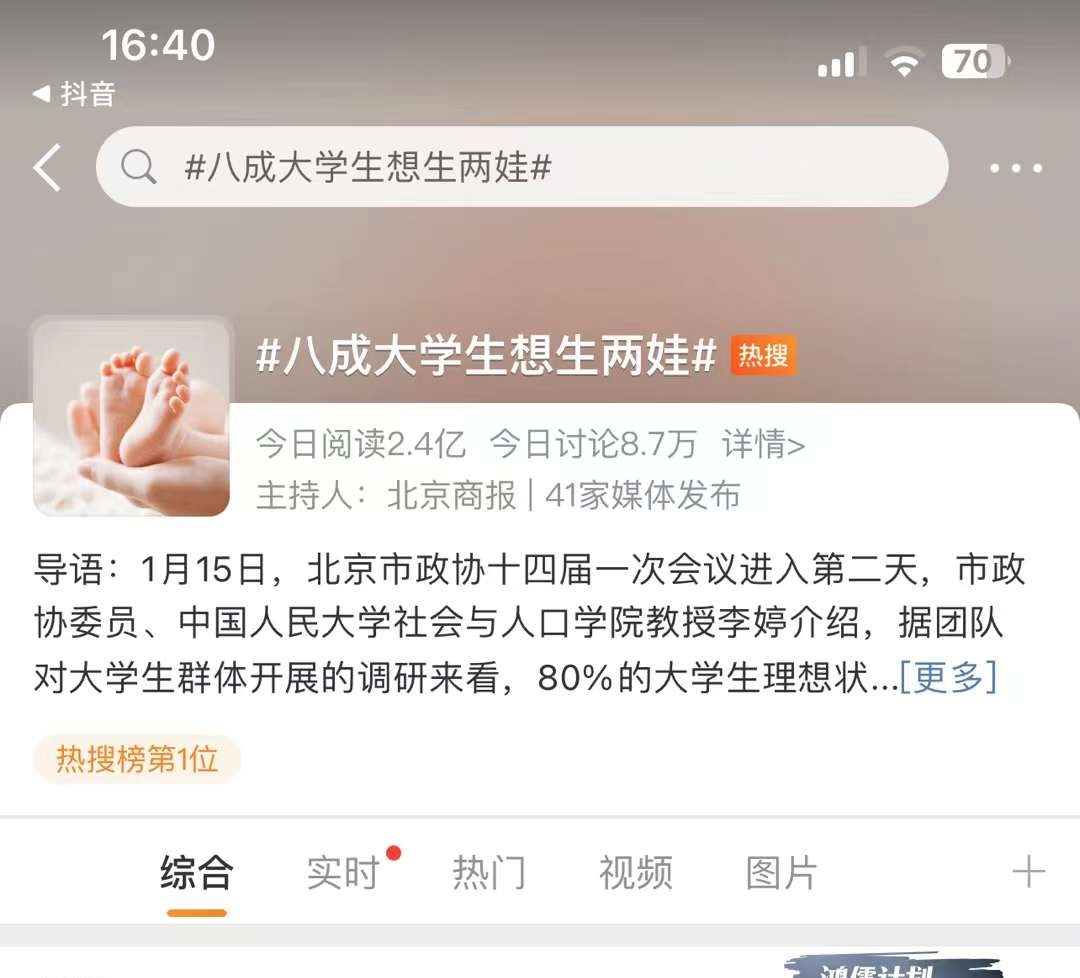 16:40
70
抖音
#八成大学生想生两娃#
#八成大学生想生两娃# 热搜
今日阅读2.4亿 今日讨论8.7万 详情>
主持人：北京商报 | 41家媒体发布
导语：1月15日，北京市政协十四届一次会议进入第二天，市政
协委员、中国人民大学社会与人口学院教授李婷介绍，据团队
对大学生群体开展的调研来看，80%的大学生理想状...[更多]
热搜榜第1位
综合 实时 热门 视频 图片
鸿儒计划